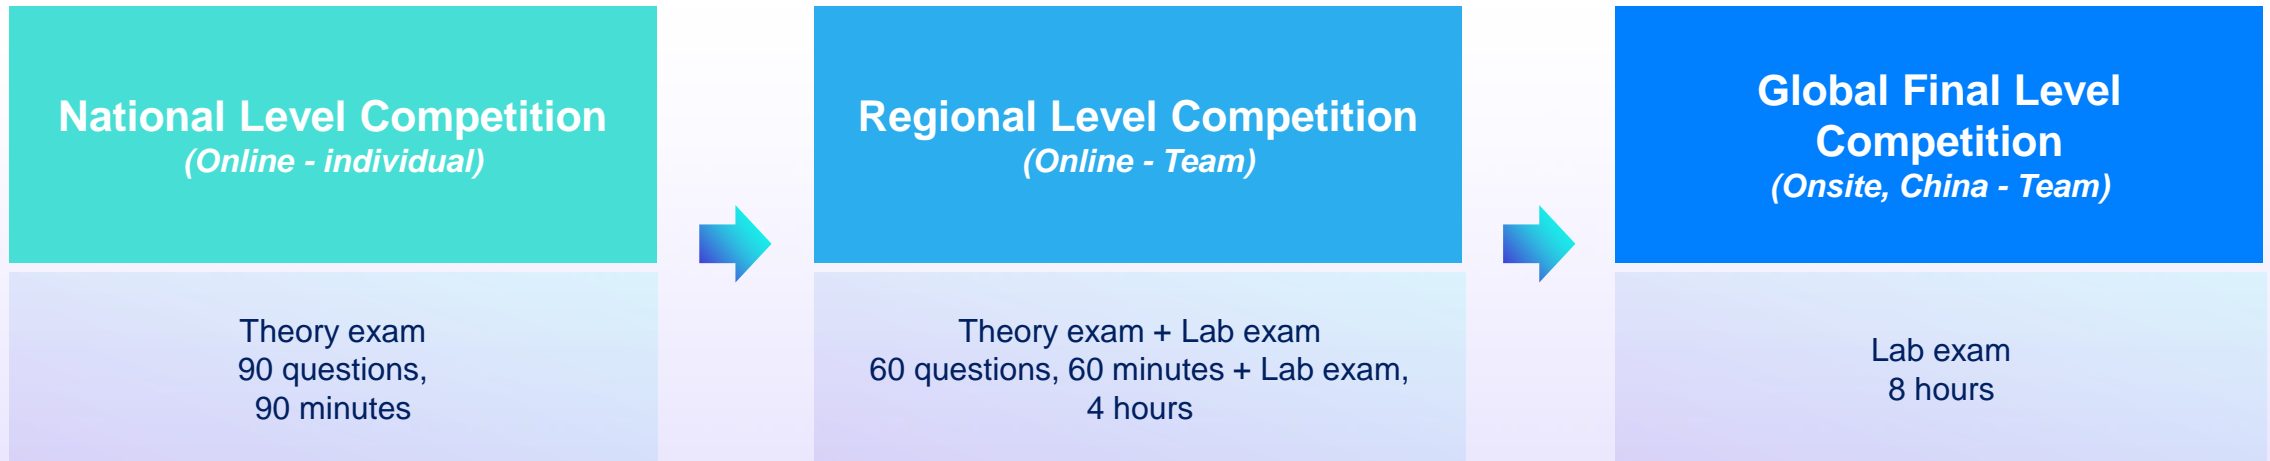 National Level Competition
(Online - individual)
Theory exam
90 questions,
90 minutes
Regional Level Competition
(Online - Team)
Theory exam + Lab exam
60 questions, 60 minutes + Lab exam,
4 hours
Global Final Level
Competition
(Onsite, China - Team)
Lab exam
8 hours